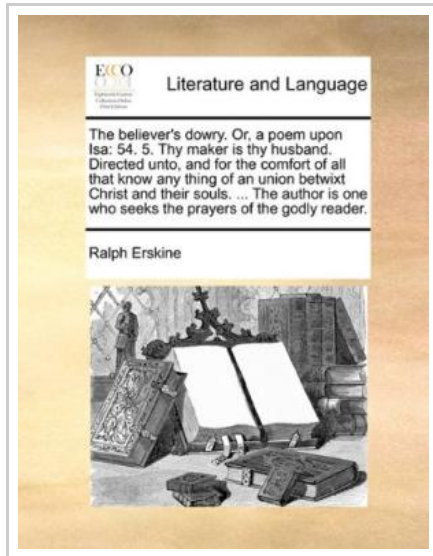 ECCO
Literature and Language
The believer's dowry. Or, a poem upon
Isa: 54. 5. Thy maker is thy husband.
Directed unto, and for the comfort of all
that know any thing of an union betwixt
Christ and their souls. ... The author is one
who seeks the prayers of the godly reader.
Ralph Erskine